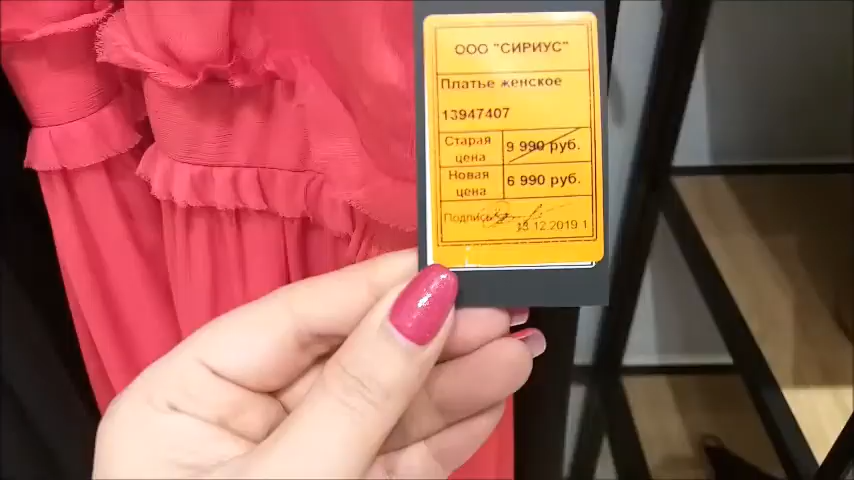 ООО "СИРИУС"
Платье женское
13947407
Старая цена 9 990 руб.
Новая цена 6 990 руб.
Подпись
13.12.2019 1